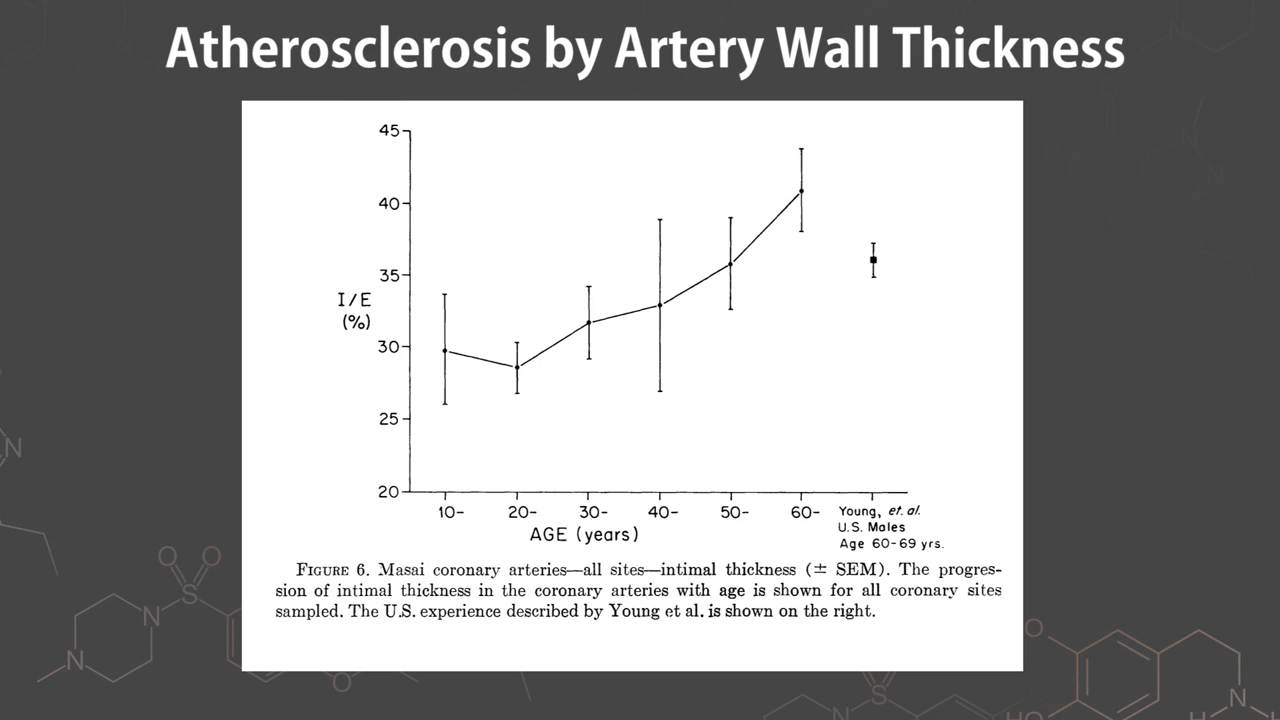 Atherosclerosis by Artery Wall Thickness
45
40
35
I/E
(%)
30
25
20
10- 20- 30- 40- 50- 60- Young, et. al.
U.S. Males
AGE (years)
Age 60-69 yrs.
FIGURE 6. Masai coronary arteries—all sites—intimal thickness (± SEM). The progres-
sion of intimal thickness in the coronary arteries with age is shown for all coronary sites
sampled. The U.S. experience described by Young et al. is shown on the right.
N
O O
S
N
N
O
S
N
O
HO
N
H